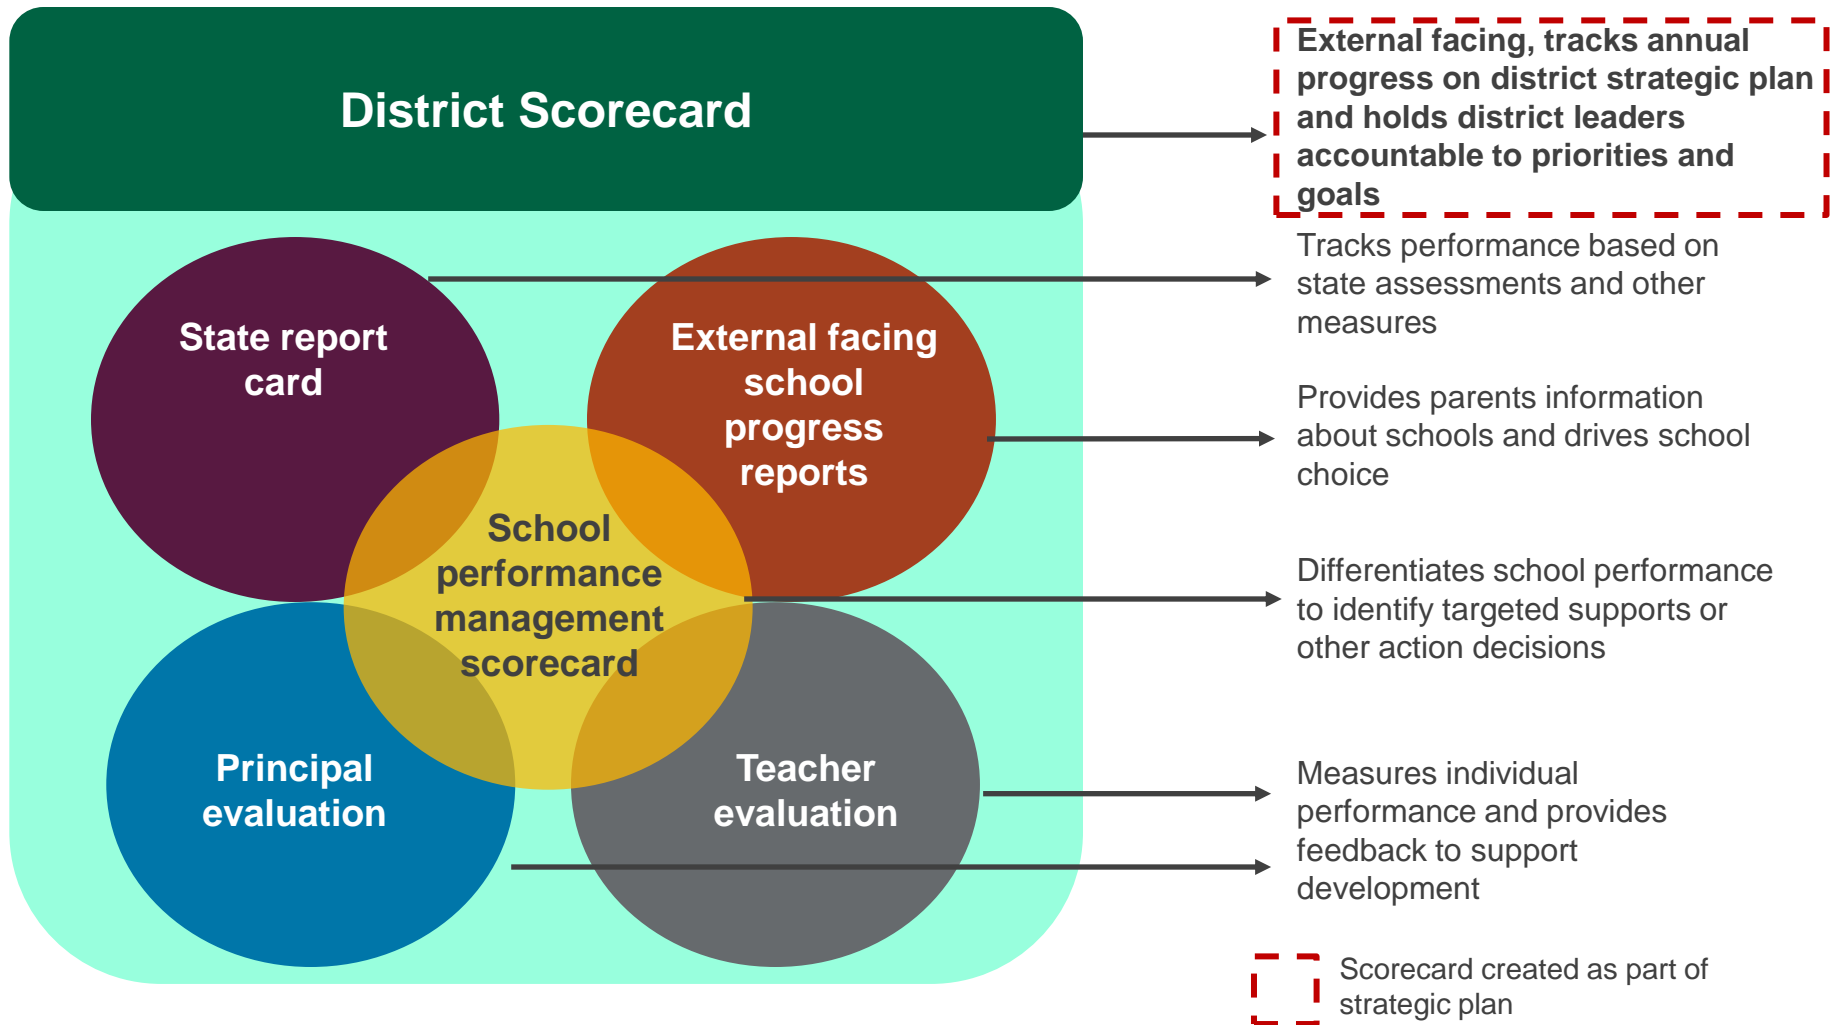 District Scorecard
External facing, tracks annual
progress on district strategic plan
and holds district leaders
accountable to priorities and
goals
State report
card
Tracks performance based on
state assessments and other
measures
External facing
school
progress
reports
Provides parents information
about schools and drives school
choice
School
performance
management
scorecard
Differentiates school performance
to identify targeted supports or
other action decisions
Principal
evaluation
Teacher
evaluation
Measures individual
performance and provides
feedback to support
development
Scorecard created as part of
strategic plan